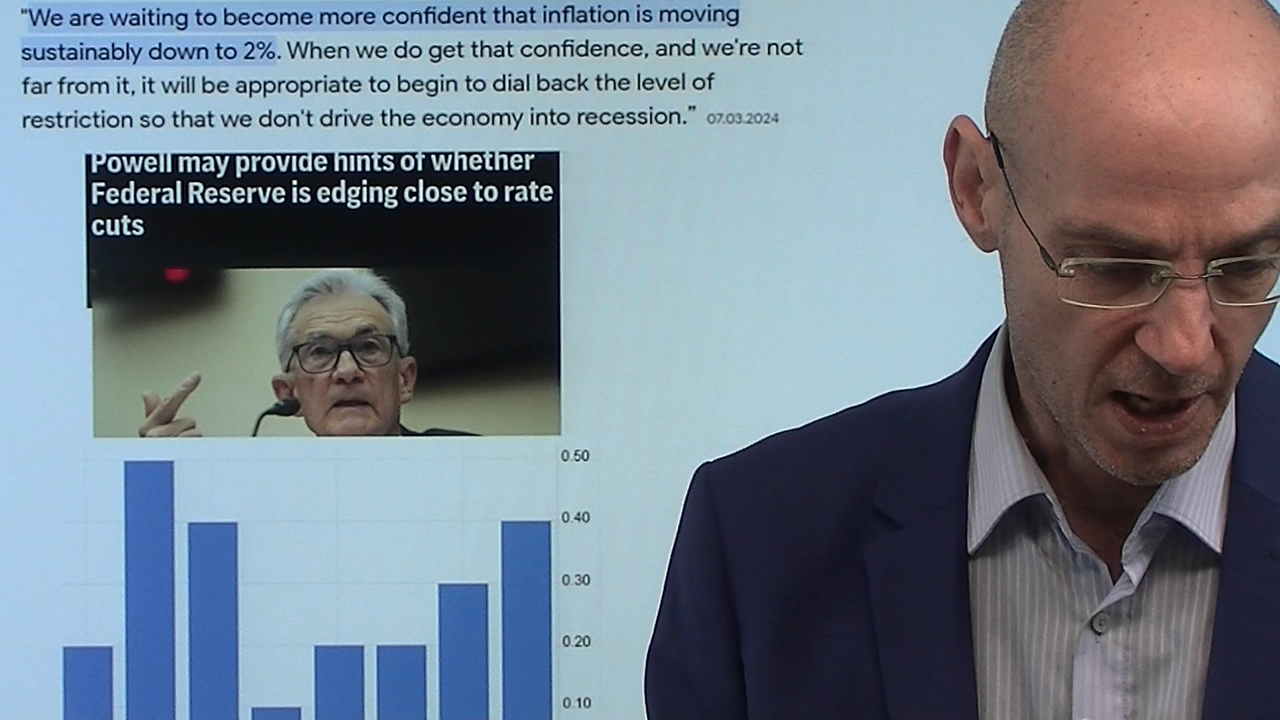 "We are waiting to become more confident that inflation is moving
sustainably down to 2%. When we do get that confidence, and we're not
far from it, it will be appropriate to begin to dial back the level of
restriction so that we don't drive the economy into recession.” 07.03.2024
Powell may provide hints of whether
Federal Reserve is edging close to rate
cuts
0.50
0.40
0.30
0.20
0.10